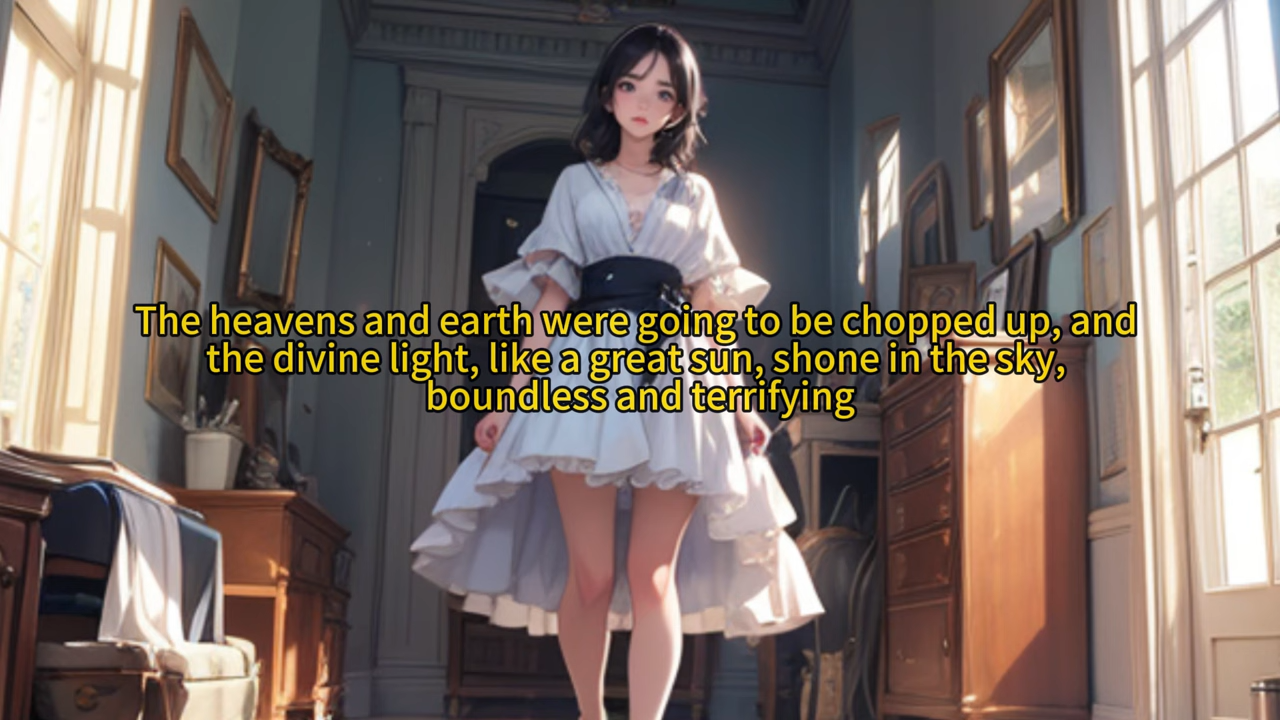 The heavens and earth were going to be chopped up, and
the divine light, like a great sun, shone in the sky,
boundless and terrifying